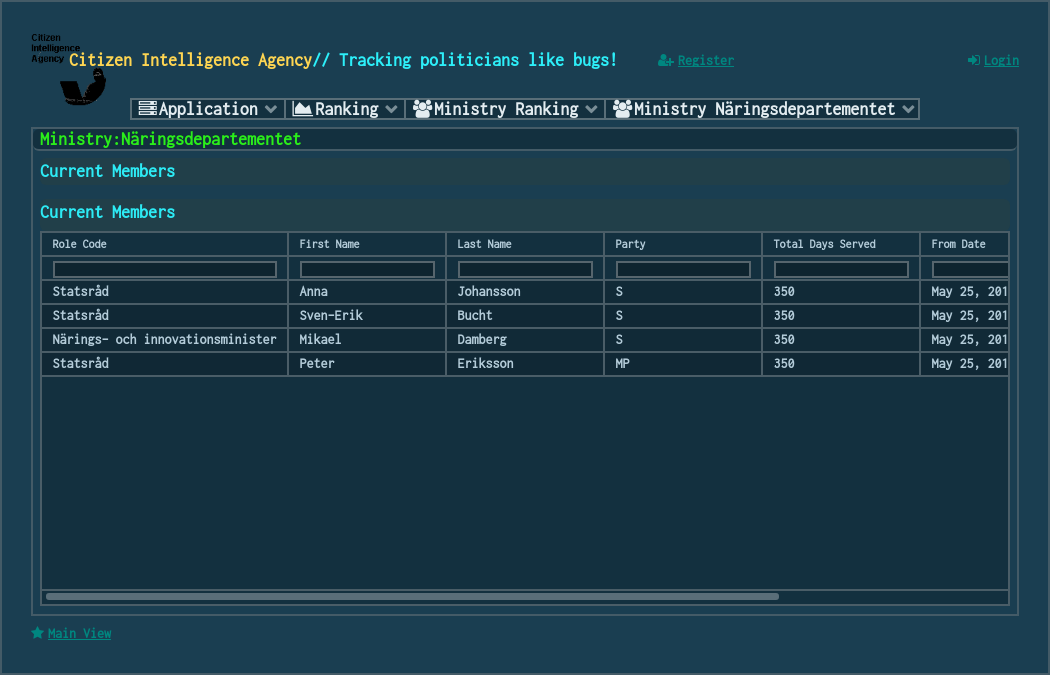 Citizen
Intelligence
Agency
Citizen Intelligence Agency// Tracking politicians like bugs!
Register
Login
Application
Ranking
Ministry Ranking
Ministry Näringsdepartementet
Ministry:Näringsdepartementet
Current Members
Current Members
Role Code First Name Last Name Party Total Days Served From Date
Statsråd Anna Johansson S 350 May 25, 201
Statsråd Sven-Erik Bucht S 350 May 25, 201
Närings- och innovationsminister Mikael Damberg S 350 May 25, 201
Statsråd Peter Eriksson MP 350 May 25, 201
Main View